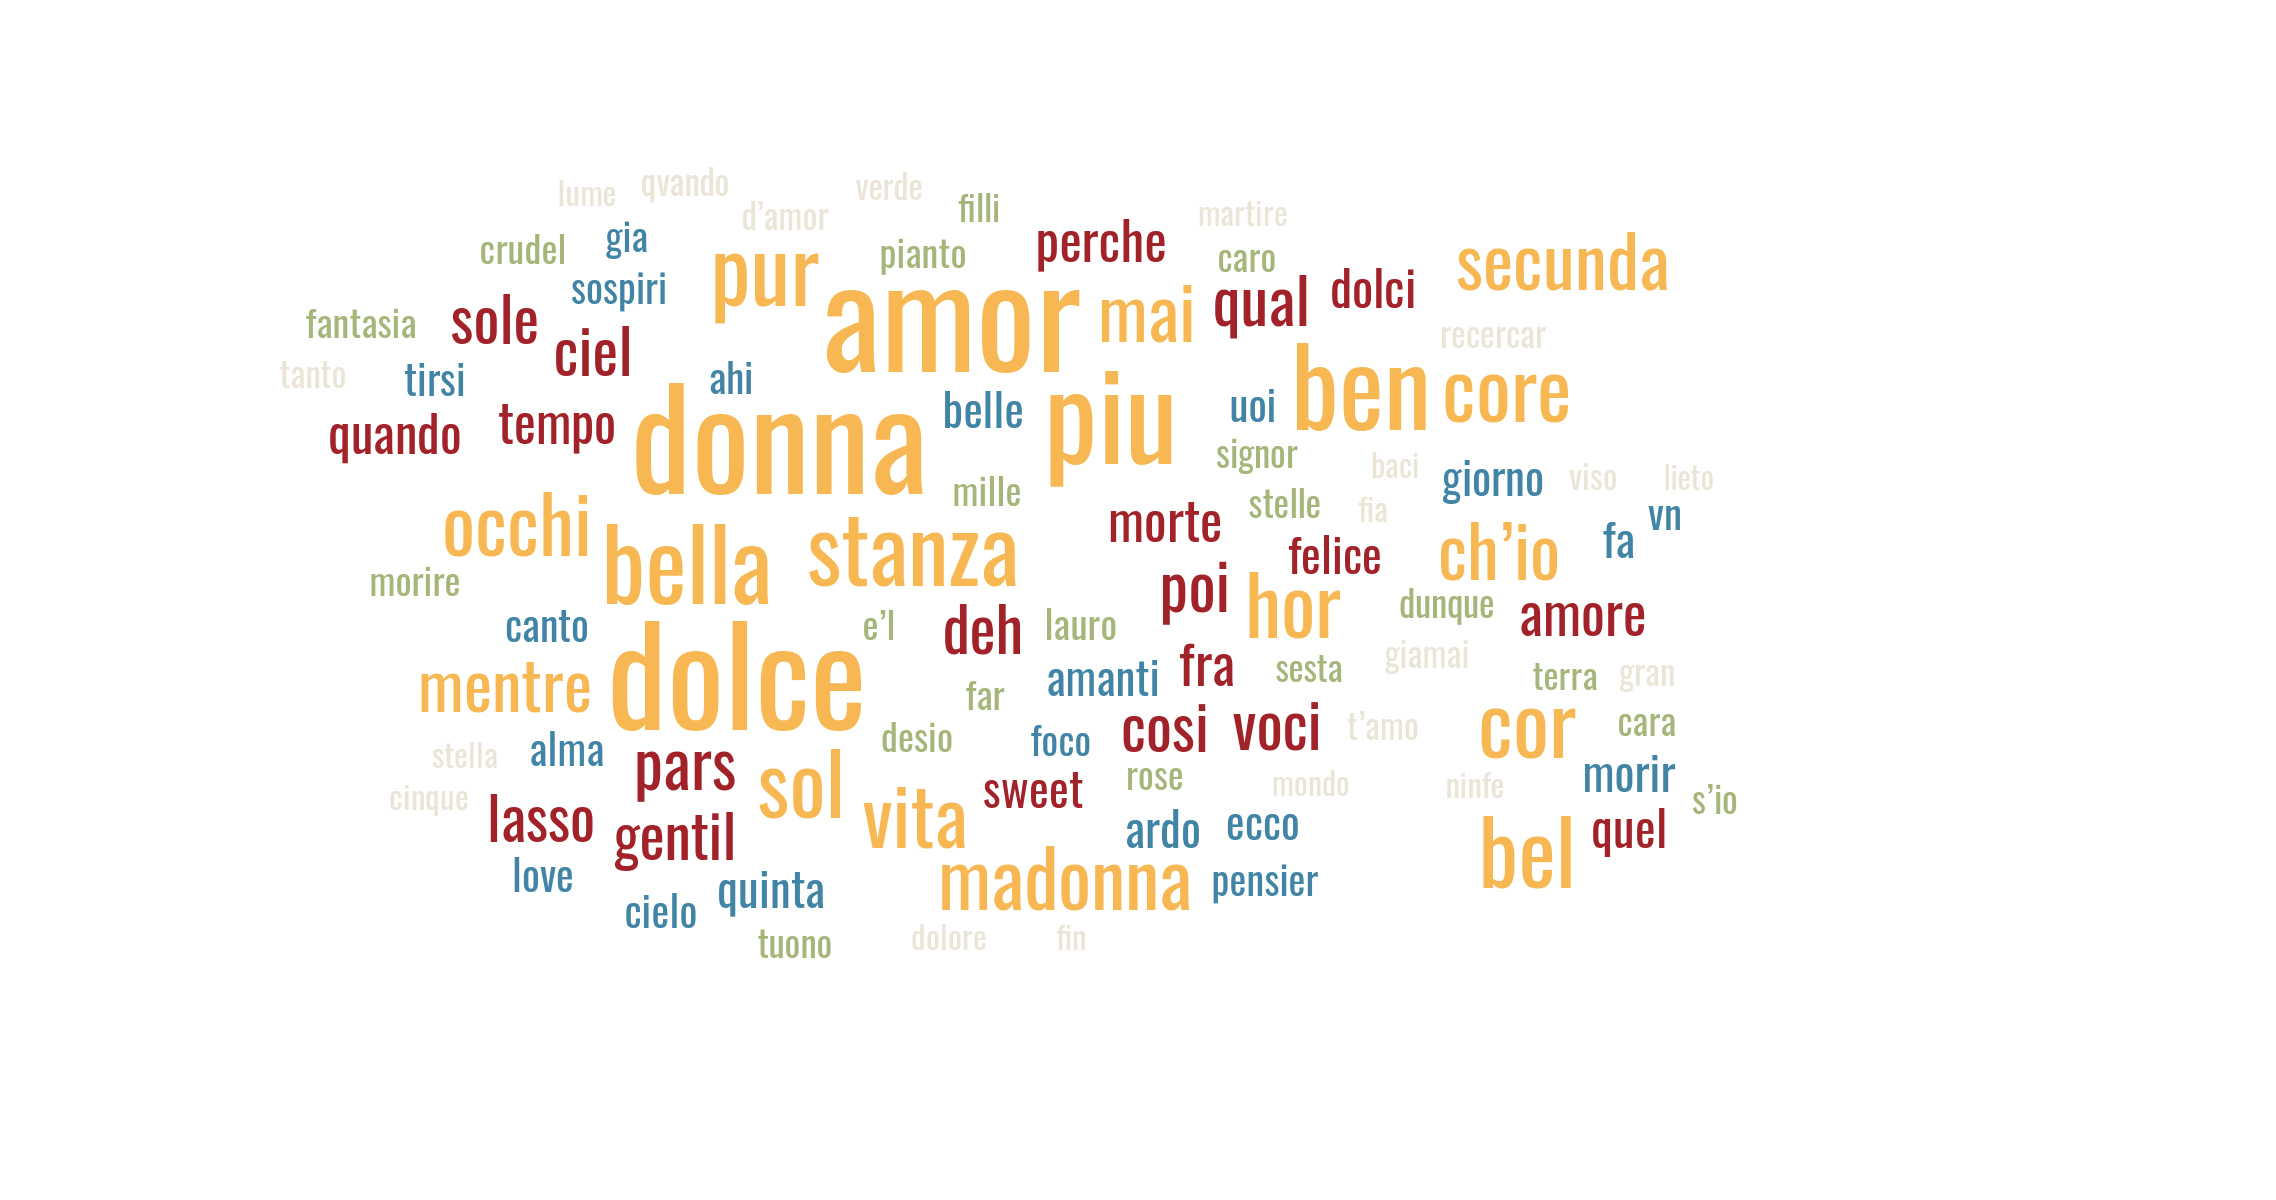 lume qvando verde
d’amor filli martire
crudel gia pur pianto perche caro secunda
sospiri amor mai qual dolci
fantasia sole ciel recercar
tanto tirsi ahi belle piu uoi ben core
quando tempo donna signor baci giorno viso lieto
mille stelle fia vn
occhi bella stanza morte felice ch’io fa
morire poi hor dunque amore
canto e’l deh lauro
mentre dolce far amanti fra sesta giamai terra gran
desio foco cosi voci t’amo cor cara
stella alma pars sol sweet rose mondo ninfe morir
cinque lasso gentil vita ardo ecco bel quel s’io
love quinta madonna pensier
cielo
tuono dolore fin